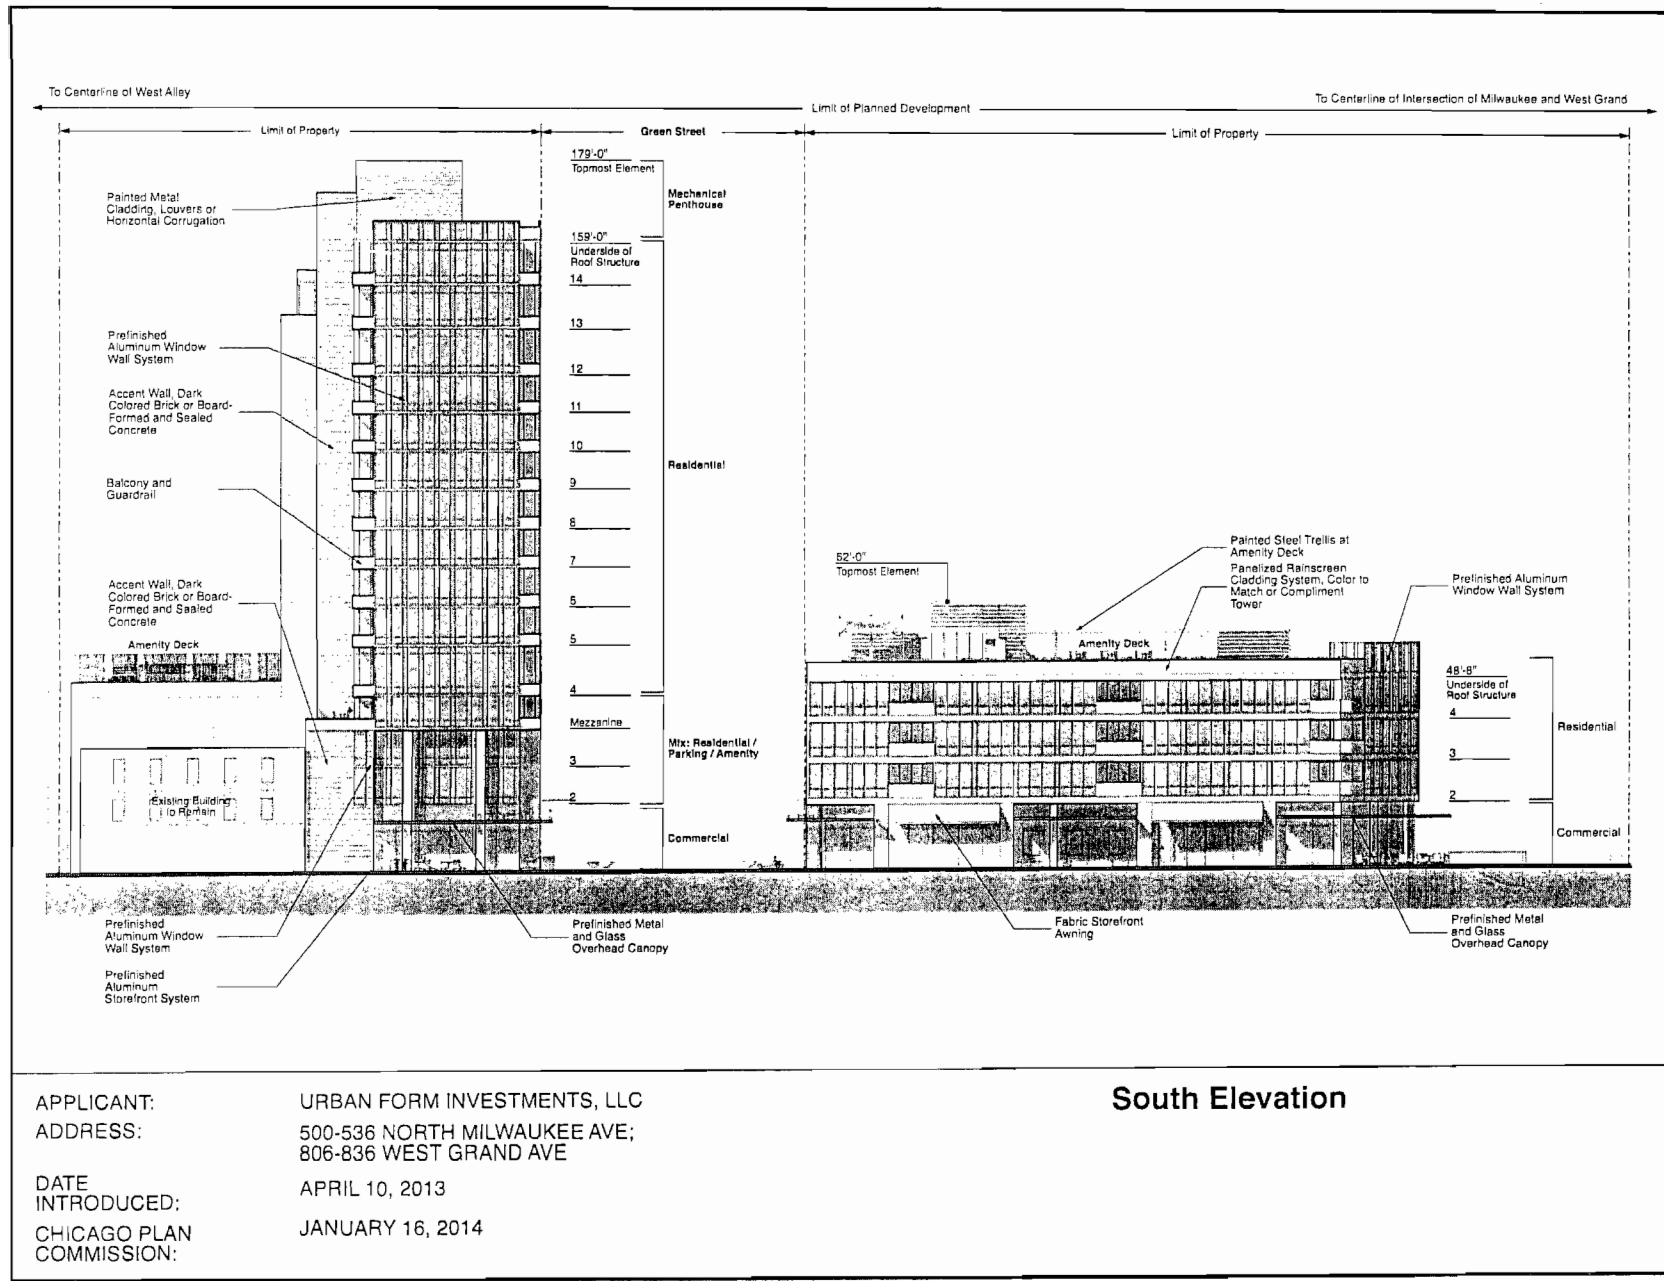 To Centerline of West Alley
Limit of Planned Development
To Centerline of Intersection of Milwaukee and West Grand
Limit of Property
Green Street
Limit of Property
179'-0"
Topmost Element
Mechanical
Penthouse
Painted Metal
Cladding, Louvers or
Horizontal Corrugation
159'-0"
Underside of
Roof Structure
14
13
12
11
10
9
8
7
6
5
4
Mezzanine
3
2
Residential
Mix: Residential /
Parking / Amenity
Commercial
Prefinished
Aluminum Window
Wall System
Accent Wall, Dark
Colored Brick or Board-
Formed and Sealed
Concrete
Balcony and
Guardrail
Accent Wall, Dark
Colored Brick or Board-
Formed and Sealed
Concrete
Amenity Deck
Existing Building
to Remain
Prefinished
Aluminum Window
Wall System
Prefinished
Aluminum
Storefront System
Prefinished Metal
and Glass
Overhead Canopy
62'-0"
Topmost Element
Painted Steel Trellis at
Amenity Deck
Panelized Rainscreen
Cladding System, Color to
Match or Compliment
Tower
Prefinished Aluminum
Window Wall System
Amenity Deck
48'-8"
Underside of
Roof Structure
4
3
2
Residential
Commercial
Fabric Storefront
Awning
Prefinished Metal
and Glass
Overhead Canopy
South Elevation
APPLICANT: URBAN FORM INVESTMENTS, LLC
ADDRESS: 500-536 NORTH MILWAUKEE AVE;
806-836 WEST GRAND AVE
DATE
INTRODUCED: APRIL 10, 2013
CHICAGO PLAN
COMMISSION: JANUARY 16, 2014